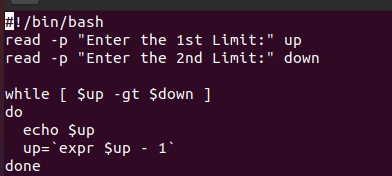 #!/bin/bash
read -p "Enter the 1st Limit:" up
read -p "Enter the 2nd Limit:" down

while [ $up -gt $down ]
do
  echo $up
  up=`expr $up - 1`
done